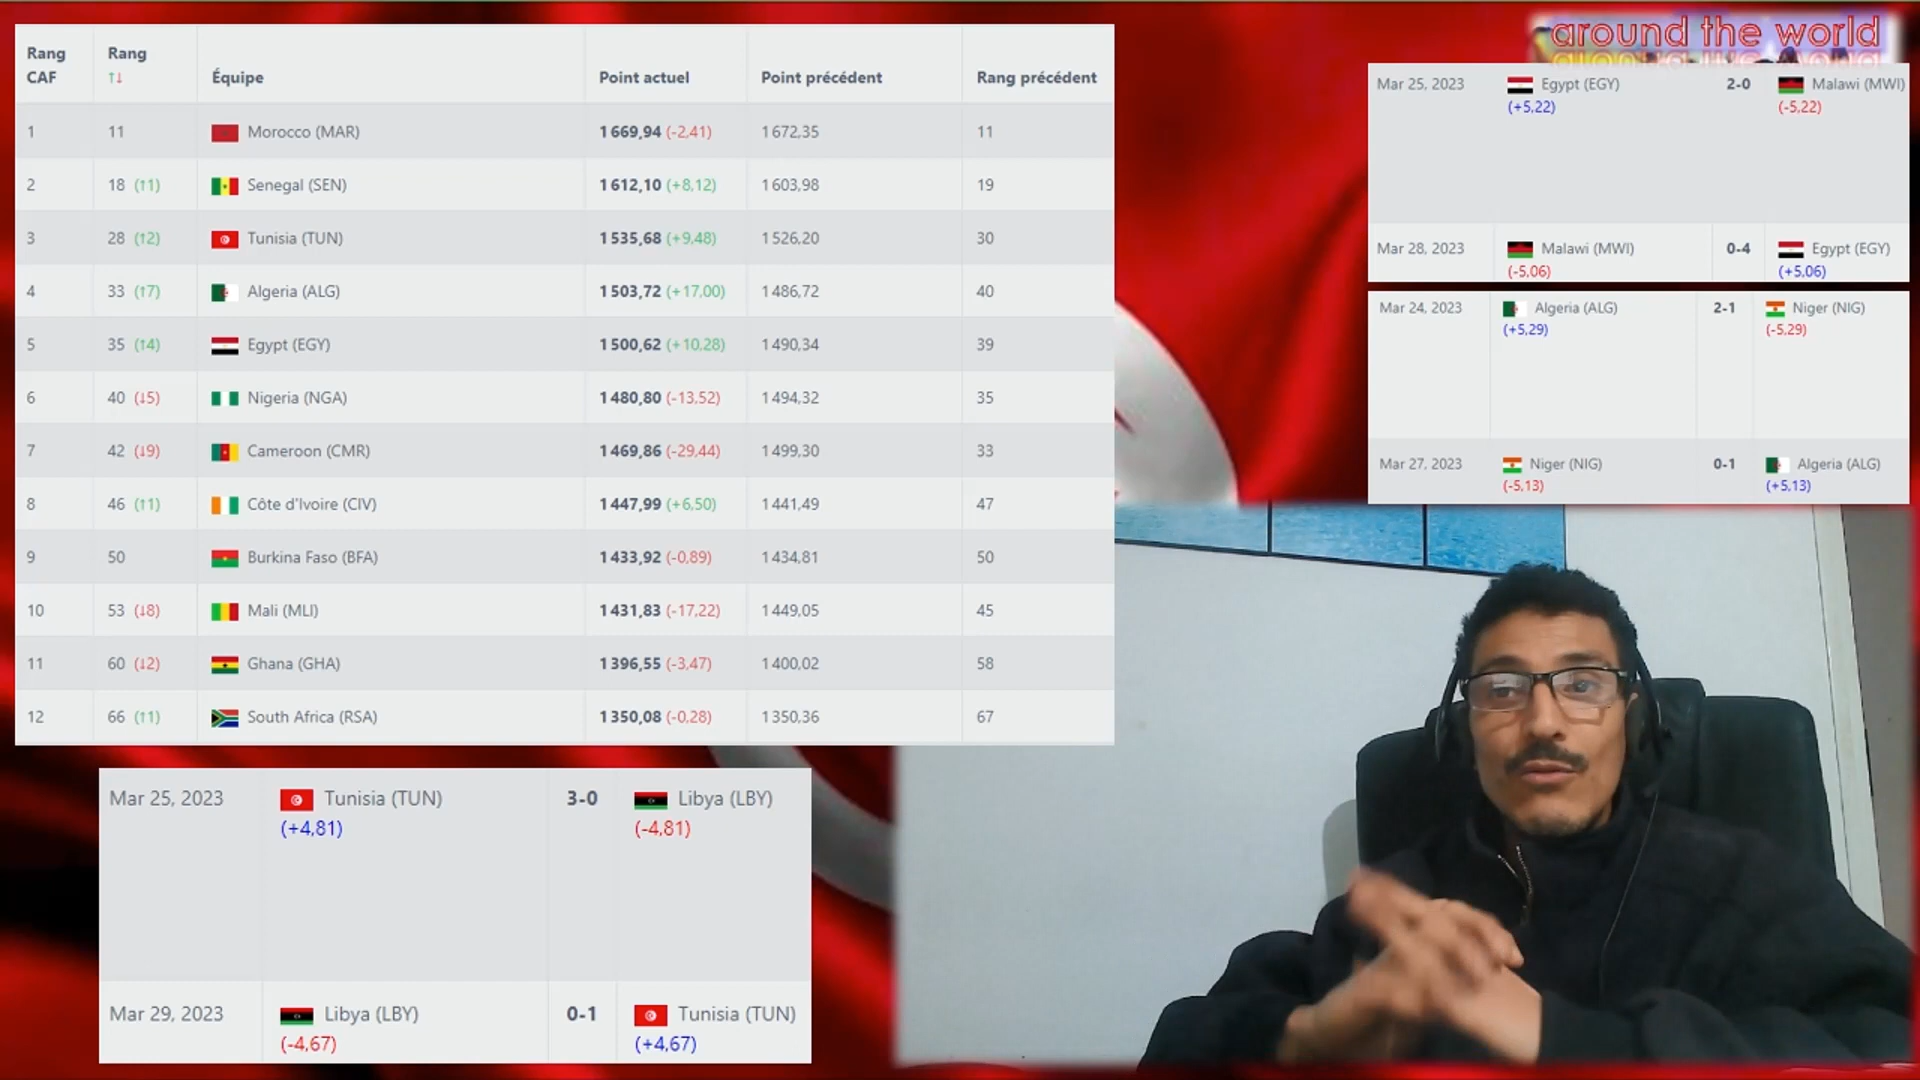 around the world
Rang CAF Rang ↑↓ Équipe Point actuel Point précédent Rang précédent
1 11 Morocco (MAR) 1 669,94 (-2,41) 1 672,35 11
2 18 (↑1) Senegal (SEN) 1 612,10 (+8,12) 1 603,98 19
3 28 (↑2) Tunisia (TUN) 1 535,68 (+9,48) 1 526,20 30
4 33 (↑7) Algeria (ALG) 1 503,72 (+17,00) 1 486,72 40
5 35 (↑4) Egypt (EGY) 1 500,62 (+10,28) 1 490,34 39
6 40 (↓5) Nigeria (NGA) 1 480,80 (-13,52) 1 494,32 35
7 42 (↓9) Cameroon (CMR) 1 469,86 (-29,44) 1 499,30 33
8 46 (↑1) Côte d'Ivoire (CIV) 1 447,99 (+6,50) 1 441,49 47
9 50 Burkina Faso (BFA) 1 433,92 (-0,89) 1 434,81 50
10 53 (↓8) Mali (MLI) 1 431,83 (-17,22) 1 449,05 45
11 60 (↓2) Ghana (GHA) 1 396,55 (-3,47) 1 400,02 58
12 66 (↑1) South Africa (RSA) 1 350,08 (-0,28) 1 350,36 67
Mar 25, 2023 Egypt (EGY) 2-0 Malawi (MWI)
(+5,22) (-5,22)
Mar 28, 2023 Malawi (MWI) 0-4 Egypt (EGY)
(-5,06) (+5,06)
Mar 24, 2023 Algeria (ALG) 2-1 Niger (NIG)
(+5,29) (-5,29)
Mar 27, 2023 Niger (NIG) 0-1 Algeria (ALG)
(-5,13) (+5,13)
Mar 25, 2023 Tunisia (TUN) 3-0 Libya (LBY)
(+4,81) (-4,81)
Mar 29, 2023 Libya (LBY) 0-1 Tunisia (TUN)
(-4,67) (+4,67)